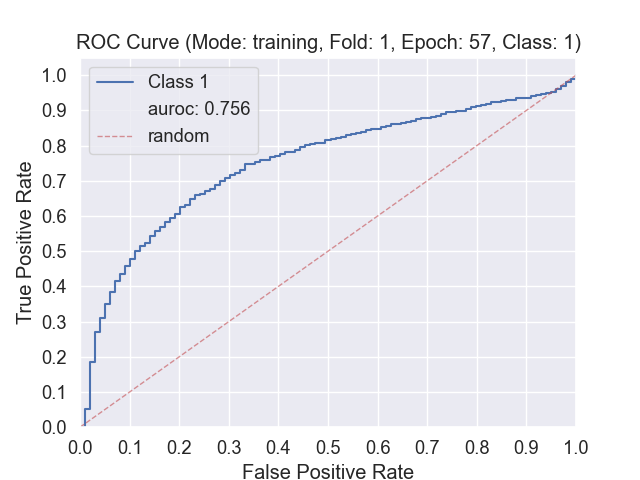 ROC Curve (Mode: training, Fold: 1, Epoch: 57, Class: 1)
Class 1
auroc: 0.756
random
True Positive Rate
1.0
0.9
0.8
0.7
0.6
0.5
0.4
0.3
0.2
0.1
0.0
0.0 0.1 0.2 0.3 0.4 0.5 0.6 0.7 0.8 0.9 1.0
False Positive Rate